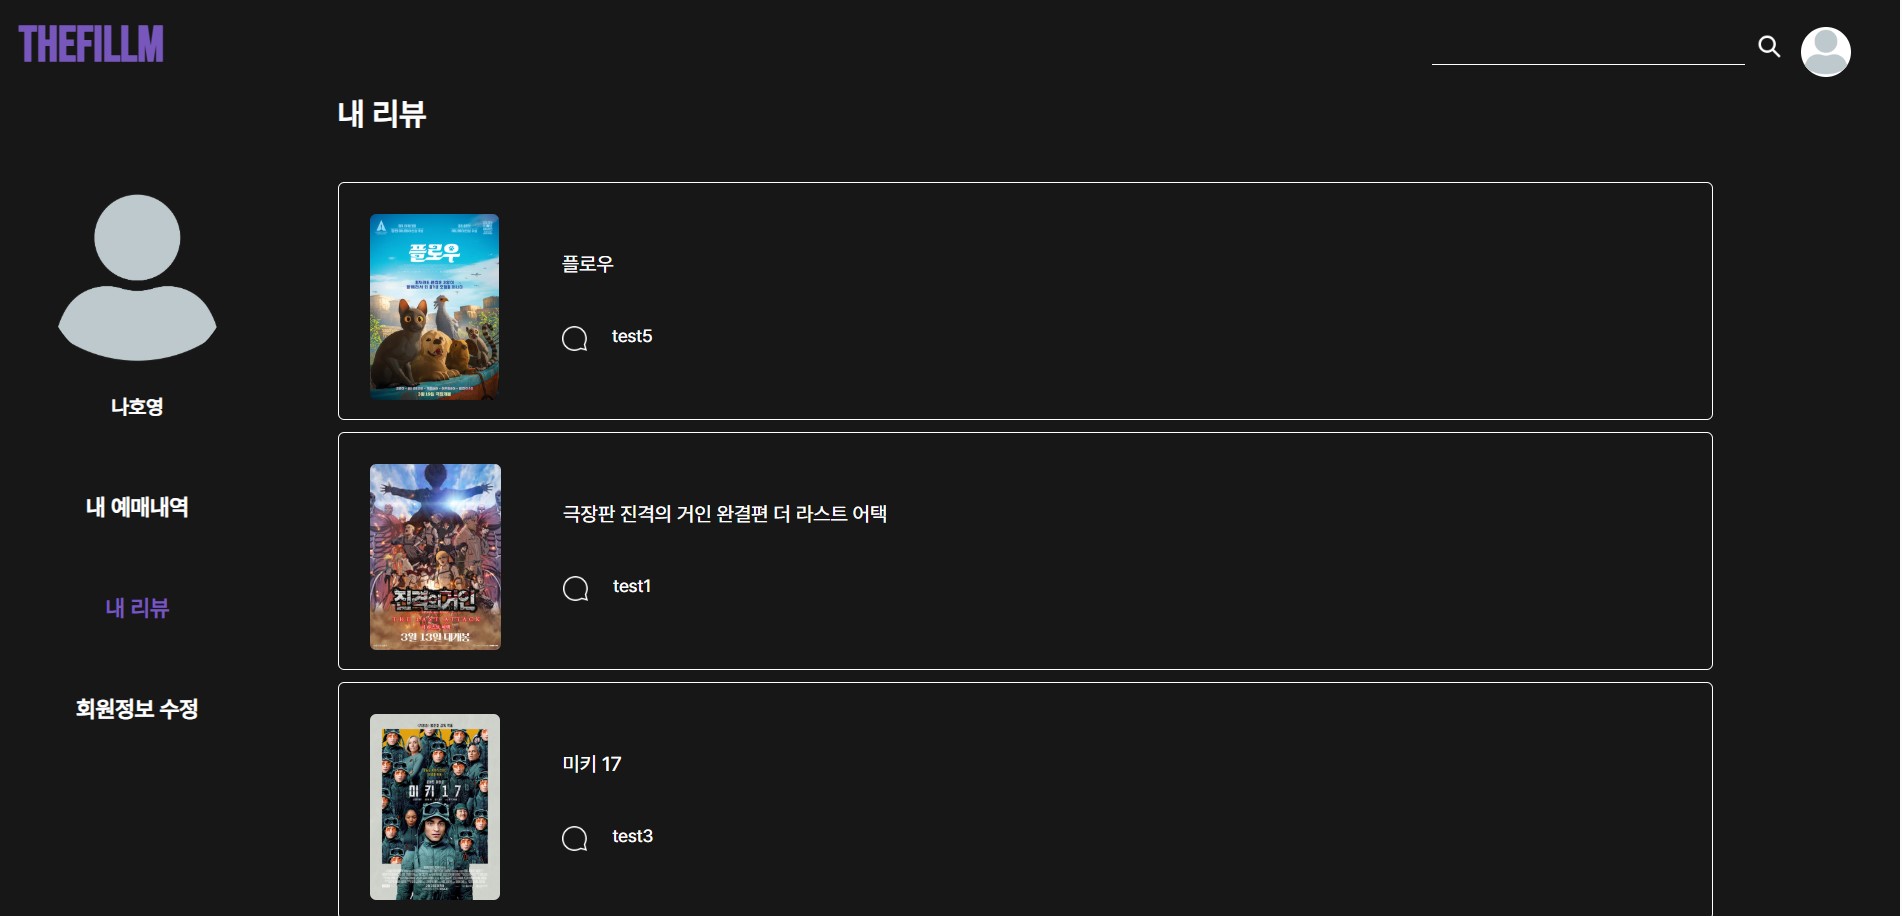 THEFILLM
내 리뷰
나호영
내 예매내역
내 리뷰
회원정보 수정
플로우
플로우
test5
극장판 진격의 거인 완결편 더 라스트 어택
test1
진격의 거인
THE LAST ATTACK
3월 13일 대개봉
미키 17
미키 17
test3